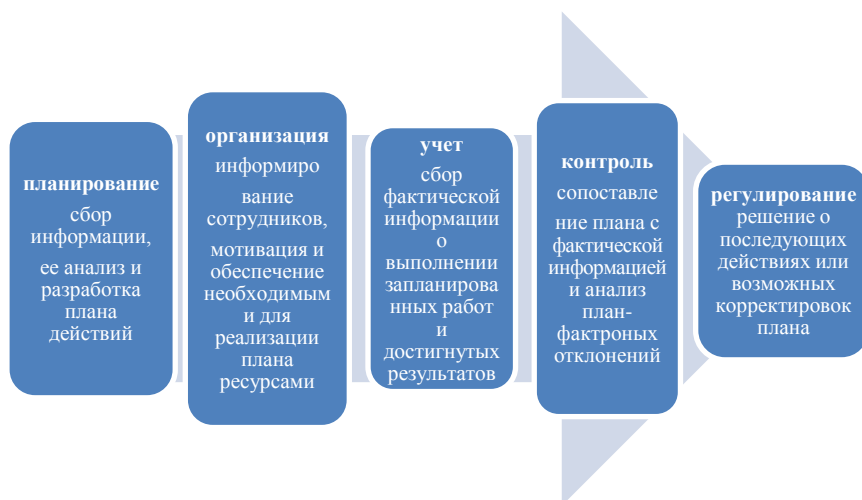 планирование
сбор
информации,
ее анализ и
разработка
плана
действий
организация
информиро
вание
сотрудников,
мотивация и
обеспечение
необходимым
и для
реализации
плана
ресурсами
учет
сбор
фактической
информации
о
выполнении
запланирова
нных работ
и
достигнутых
результатов
контроль
сопоставле
ние плана с
фактической
информацией
и анализ
план-
фактроных
отклонений
регулирование
решение о
последующих
действиях или
возможных
корректировок
плана